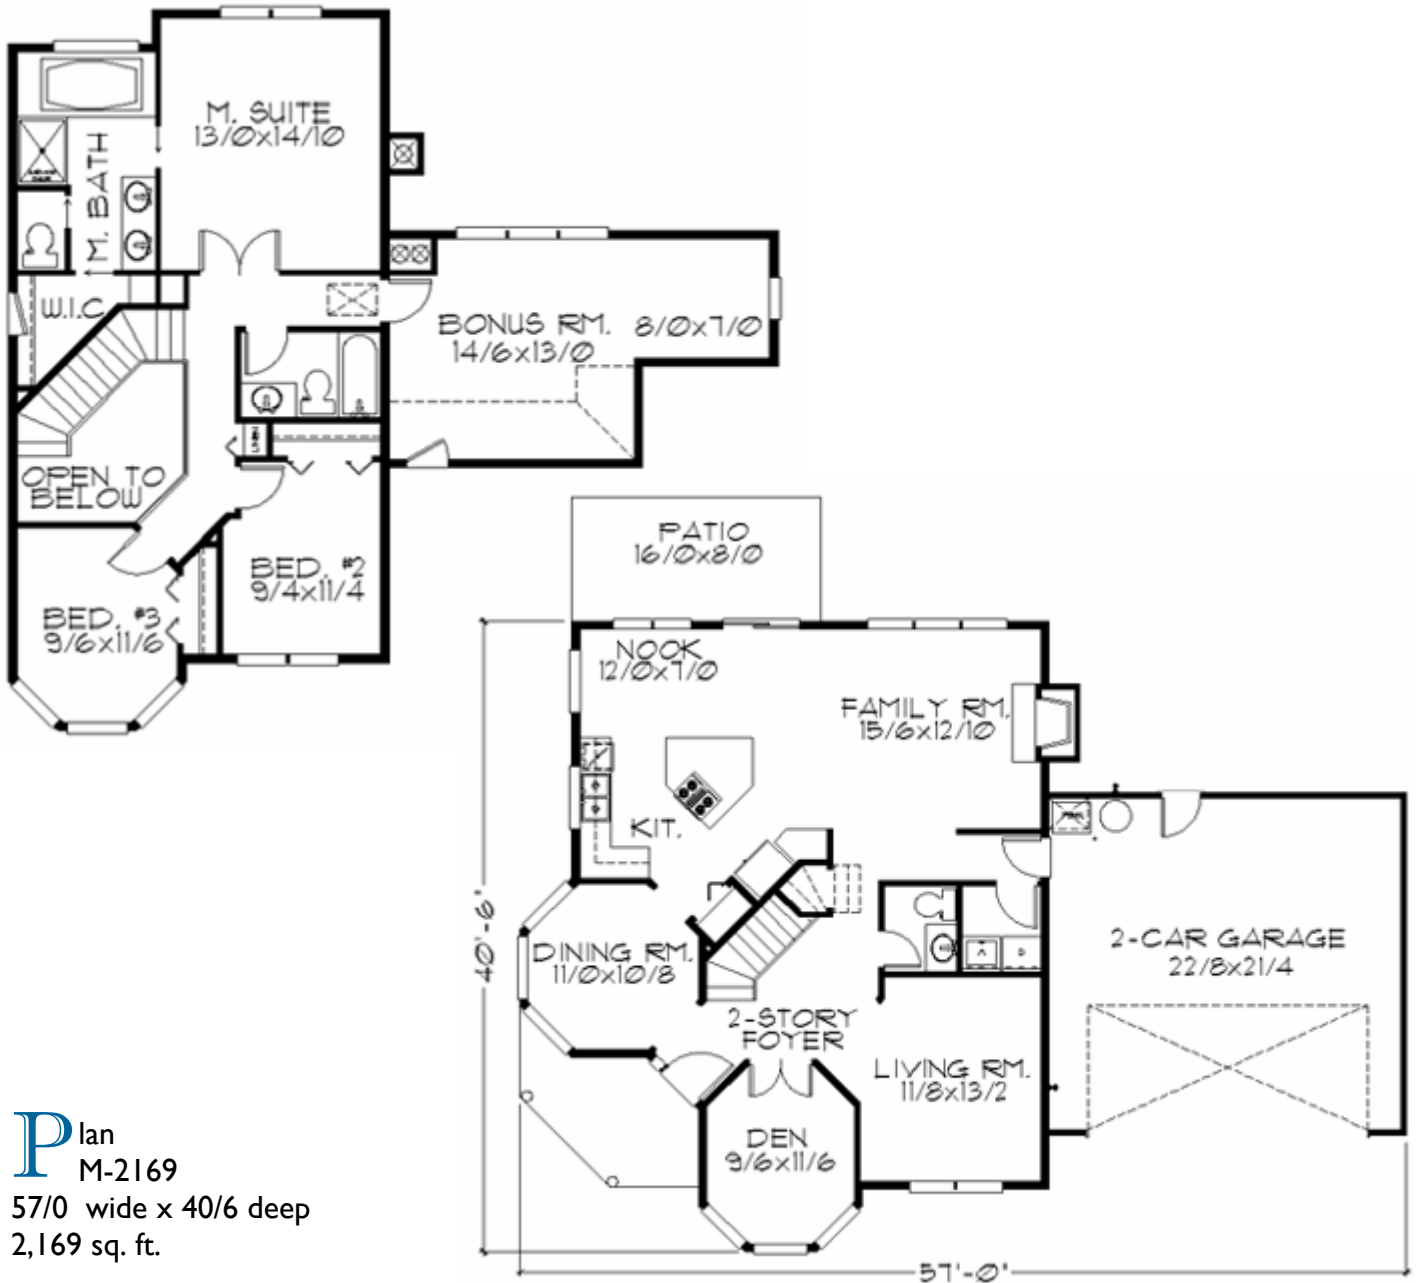 M. SUITE
13/0x14/10
M. BATH
W.I.C
BONUS RM. 8/0x7/0
14/6x13/0
LINEN
OPEN TO
BELOW
BED. #2
9/4x11/4
BED. #3
9/6x11/6
PATIO
16/0x8/0
NOOK
12/0x7/0
FAMILY RM.
15/6x12/10
KIT.
40'-6"
DINING RM.
11/0x10/8
2-CAR GARAGE
22/8x21/4
2-STORY
FOYER
LIVING RM.
11/8x13/2
DEN
9/6x11/6
57'-0"
Plan
M-2169
57/0 wide x 40/6 deep
2,169 sq. ft.